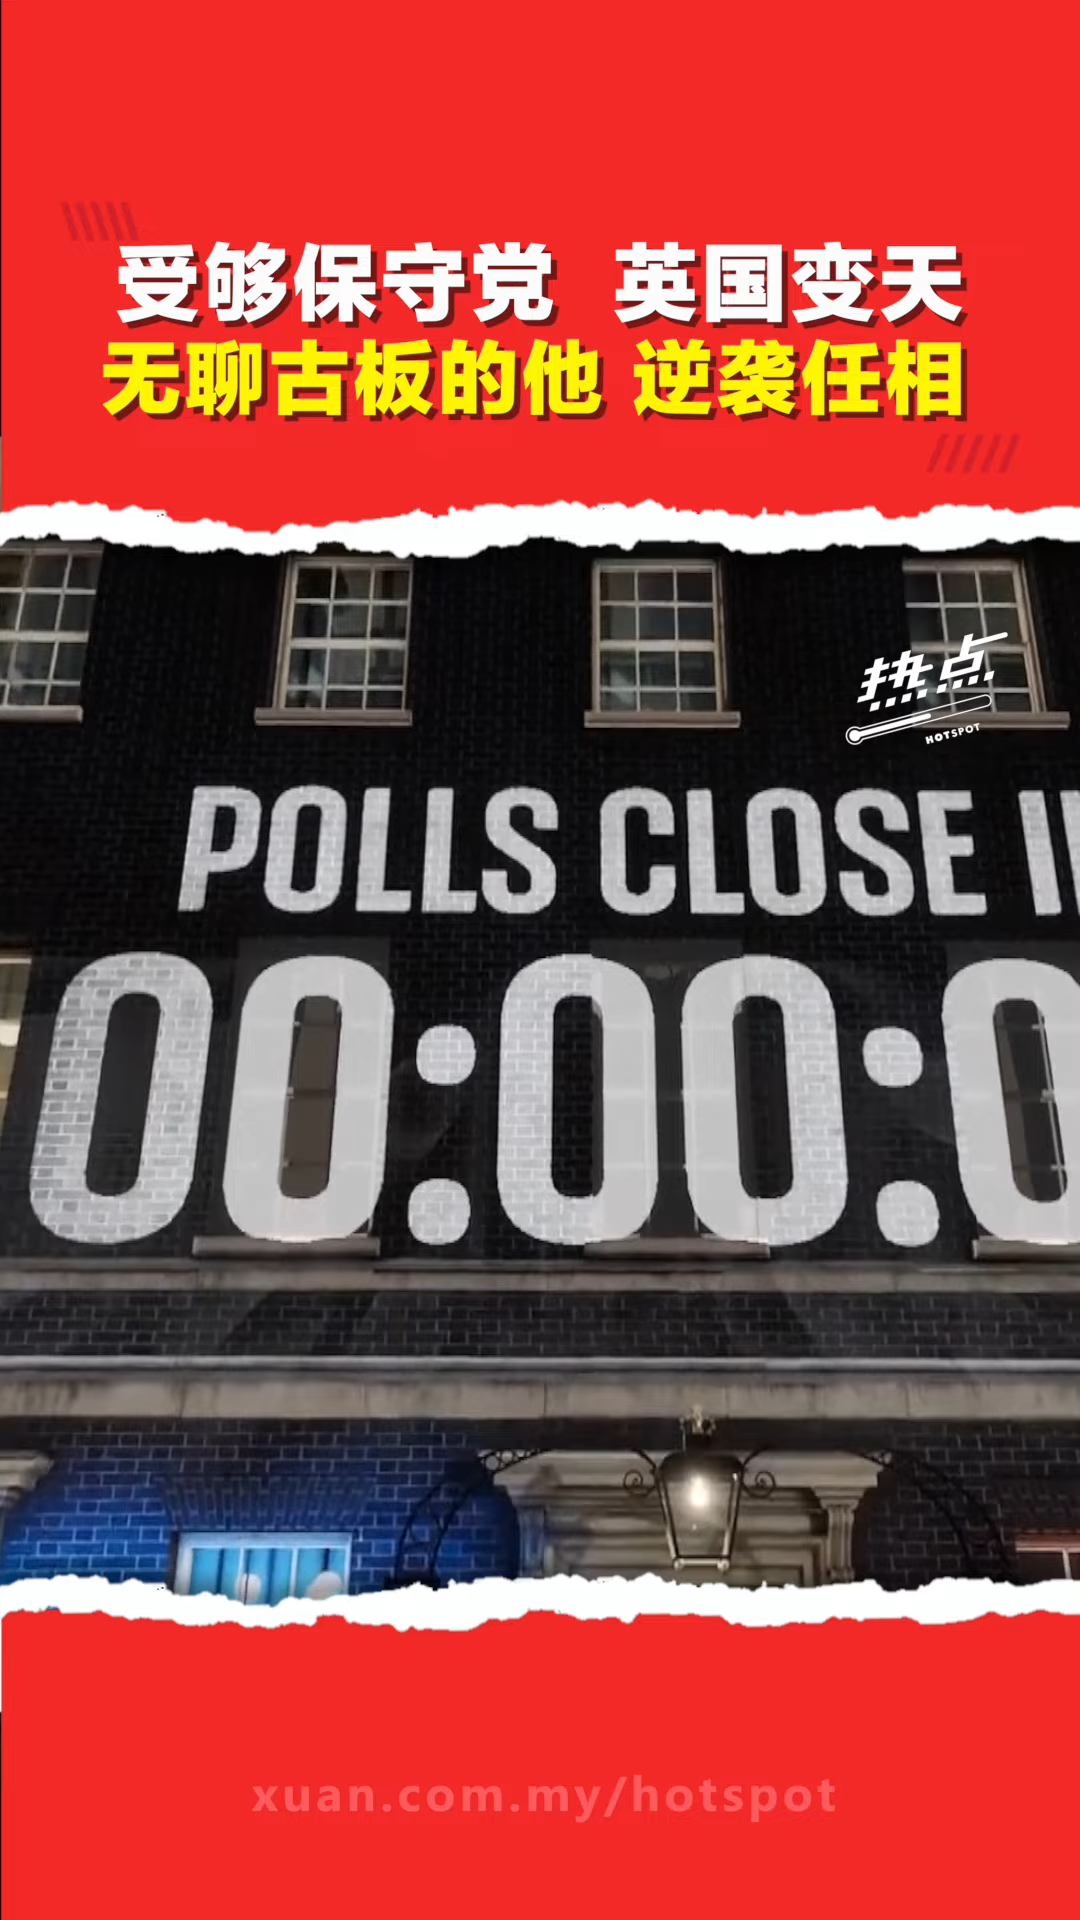 受够保守党 英国变天
无聊古板的他 逆袭任相
热点
HOTSPOT
POLLS CLOSE I
00:00:0
xuan.com.my/hotspot